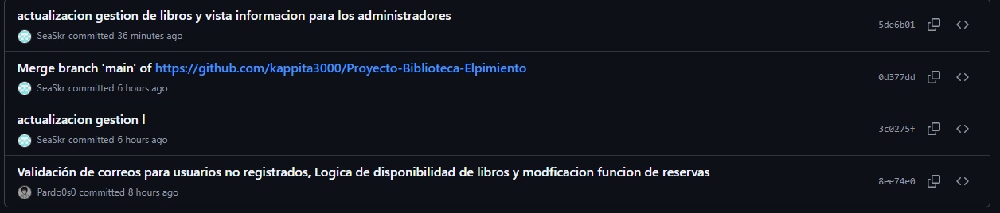 actualizacion gestion de libros y vista informacion para los administradores
SeaSkr committed 36 minutes ago
5de6b01
Merge branch 'main' of https://github.com/kappita3000/Proyecto-Biblioteca-Elpimiento
SeaSkr committed 6 hours ago
0d377dd
actualizacion gestion l
SeaSkr committed 6 hours ago
3c0275f
Validación de correos para usuarios no registrados, Logica de disponibilidad de libros y modficacion funcion de reservas
Pardo0s0 committed 8 hours ago
8ee74e0